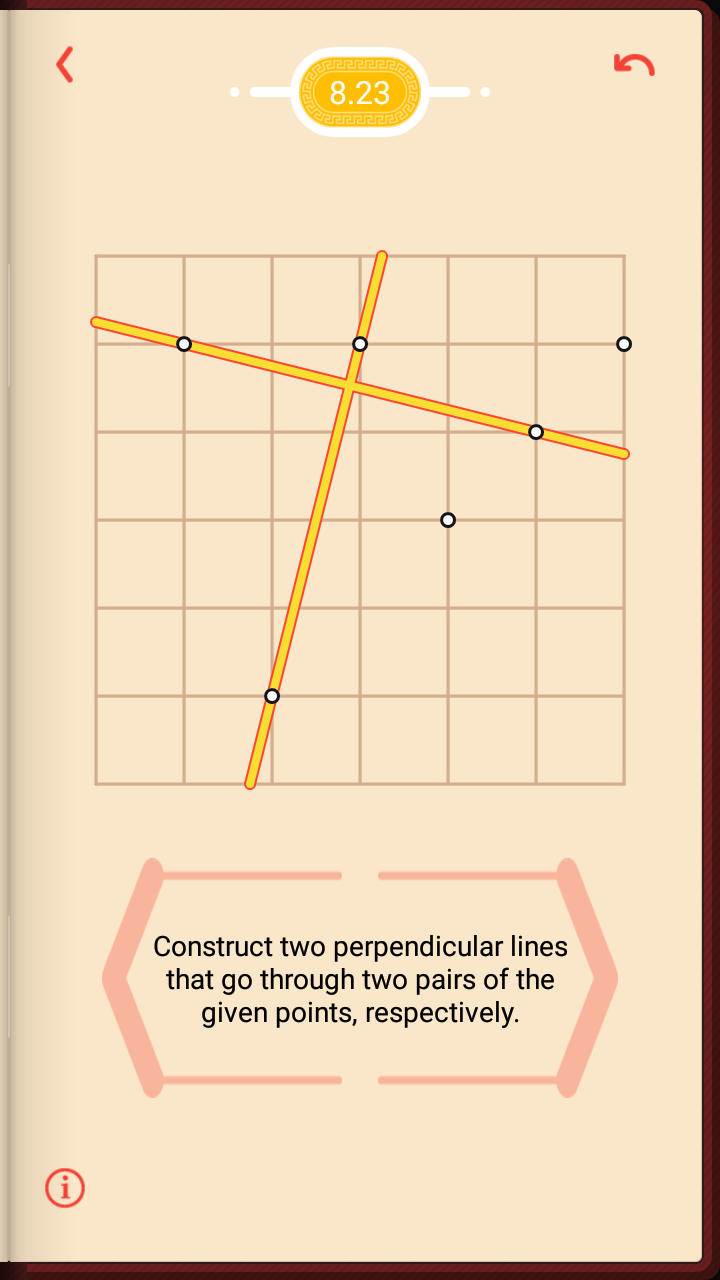 8.23
Construct two perpendicular lines
that go through two pairs of the
given points, respectively.
i